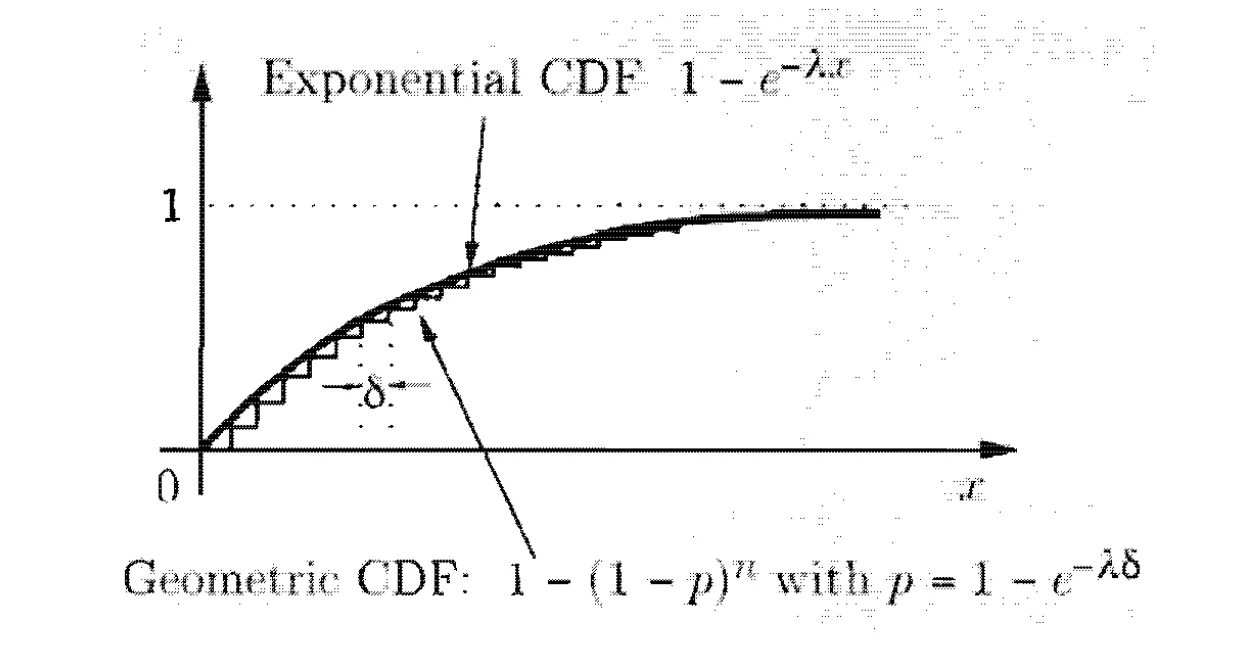 Exponential CDF 1 − e^{−λx}
1
δ
0
x
Geometric CDF: 1 − (1 − p)^n with p = 1 − e^{−λδ}